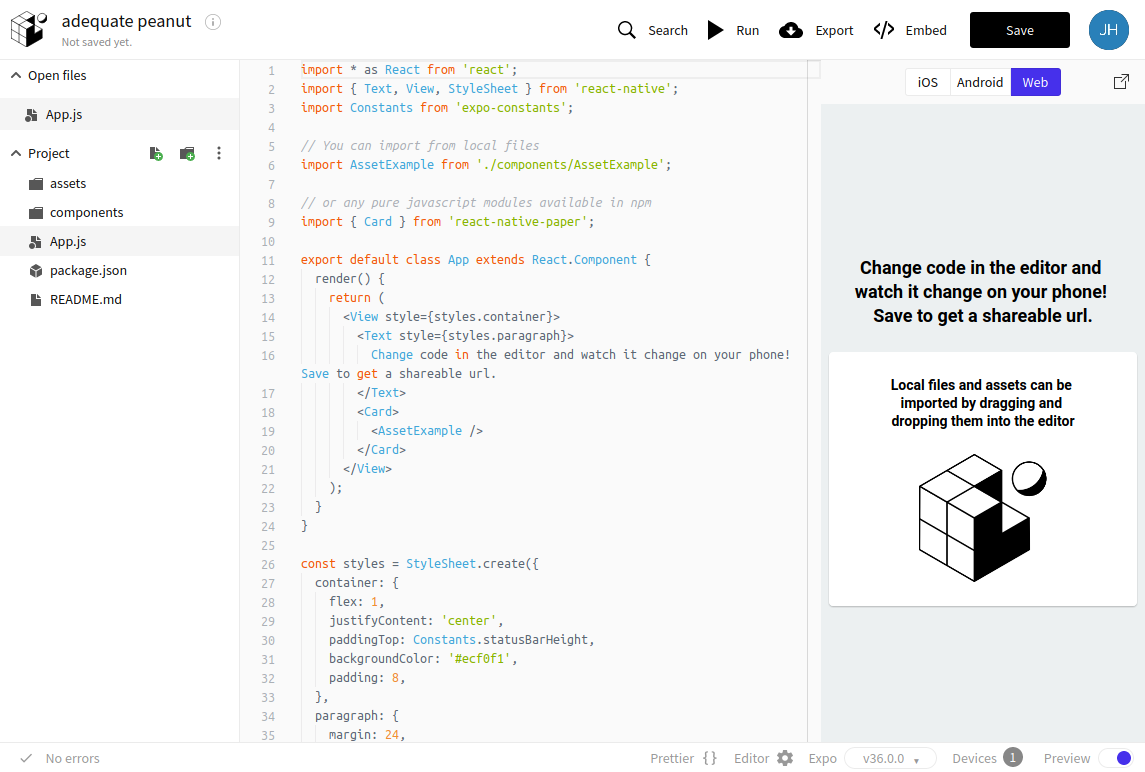 adequate peanut
Not saved yet.
Search
Run
Export
Embed
Save
JH
Open files
App.js
Project
assets
components
App.js
package.json
README.md
1 import * as React from 'react';
2 import { Text, View, StyleSheet } from 'react-native';
3 import Constants from 'expo-constants';
4
5 // You can import from local files
6 import AssetExample from './components/AssetExample';
7
8 // or any pure javascript modules available in npm
9 import { Card } from 'react-native-paper';
10
11 export default class App extends React.Component {
12 render() {
13 return (
14 <View style={styles.container}>
15 <Text style={styles.paragraph}>
16 Change code in the editor and watch it change on your phone!
Save to get a shareable url.
17 </Text>
18 <Card>
19 <AssetExample />
20 </Card>
21 </View>
22 );
23 }
24 }
25
26 const styles = StyleSheet.create({
27 container: {
28 flex: 1,
29 justifyContent: 'center',
30 paddingTop: Constants.statusBarHeight,
31 backgroundColor: '#ecf0f1',
32 padding: 8,
33 },
34 paragraph: {
35 margin: 24,
iOS
Android
Web
Change code in the editor and
watch it change on your phone!
Save to get a shareable url.
Local files and assets can be
imported by dragging and
dropping them into the editor
No errors
Prettier {}
Editor
Expo
v36.0.0
Devices 1
Preview